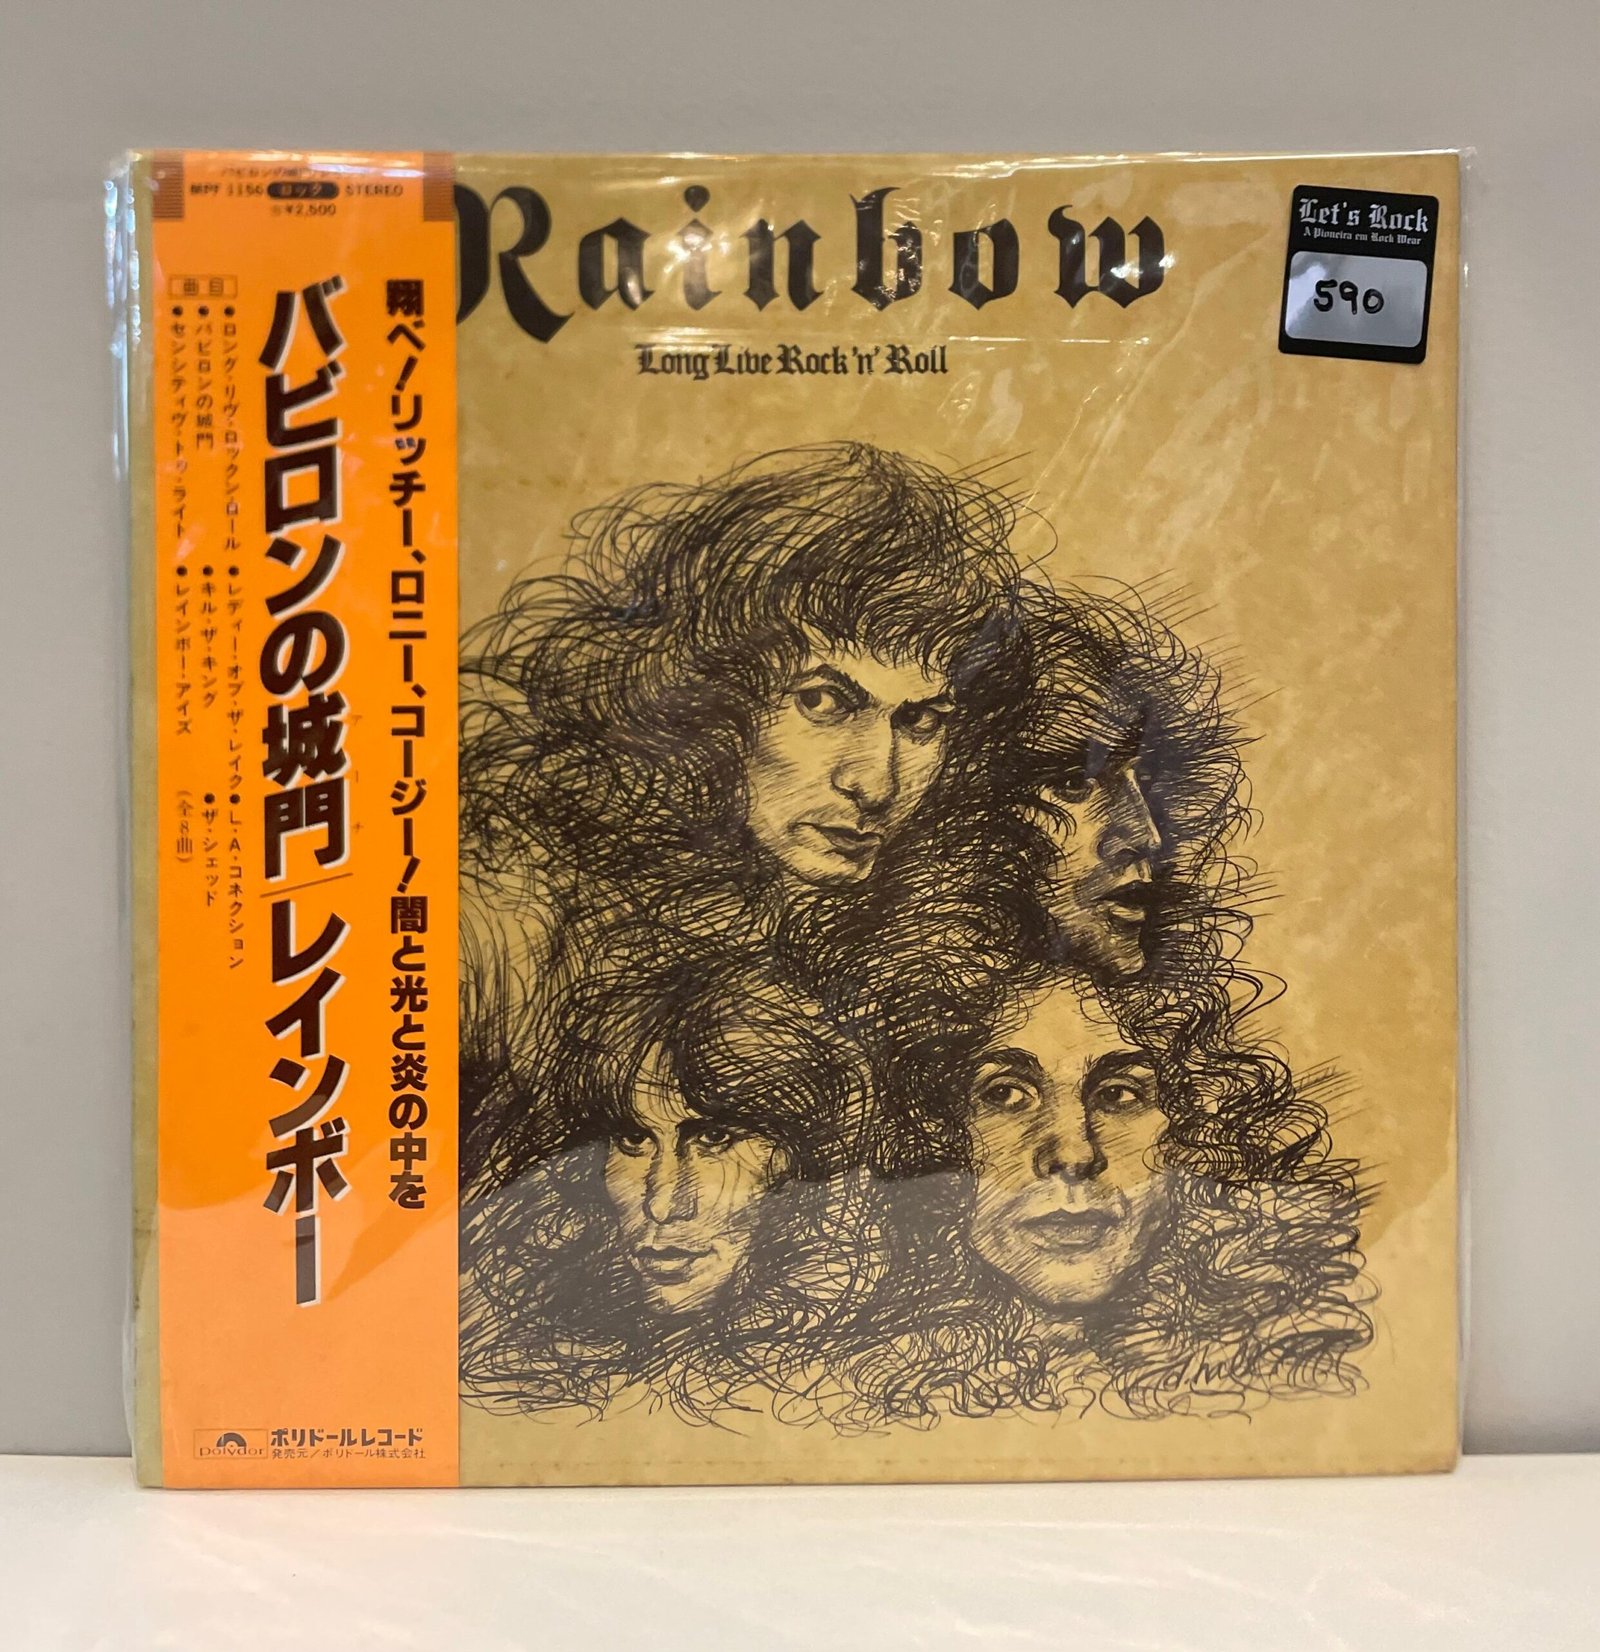 MPF 1156 ロック STEREO
¥2,500
翔べ!リッチー、ロニー、コージー!闇と光と炎の中を
バビロンの城門 レインボー
アーチ
曲目
●ロング・リヴ・ロックン・ロール ●レディー・オブ・ザ・レイク ●L・A・コネクション
●バビロンの城門 ●キル・ザ・キング ●ザ・シェッド
●センシティヴ・トゥ・ライト ●レインボー・アイズ (全8曲)
polydor
ポリドールレコード
発売元/ポリドール株式会社
Rainbow
Long Live Rock 'n' Roll
Let's Rock
A Pioneira em Rock Wear
590